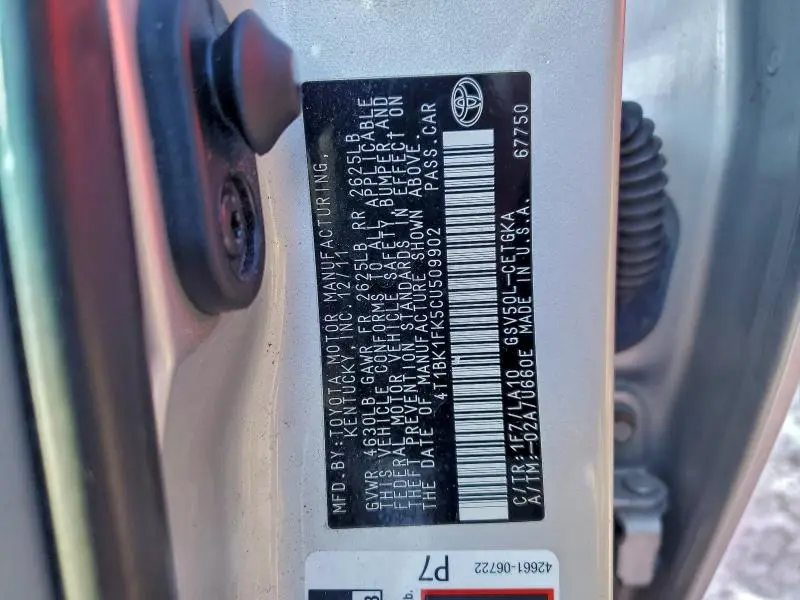 MFD.BY:TOYOTA MOTOR MANUFACTURING,
KENTUCKY, INC. 12/11
GVWR 4630LB GAWR FR 2625LB RR 2625LB
THIS VEHICLE CONFORMS TO ALL APPLICABLE
FEDERAL MOTOR VEHICLE SAFETY, BUMPER, AND
THEFT PREVENTION STANDARDS IN EFFECT ON
THE DATE OF MANUFACTURE SHOWN ABOVE.
4T1BK1FK5CU509902 PASS.CAR
C/TR:1F7/LA10 GSV50L-CETGKA 67750
A/TM:-02A/U660E MADE IN U.S.A.
42661-06722
P7
B
b.